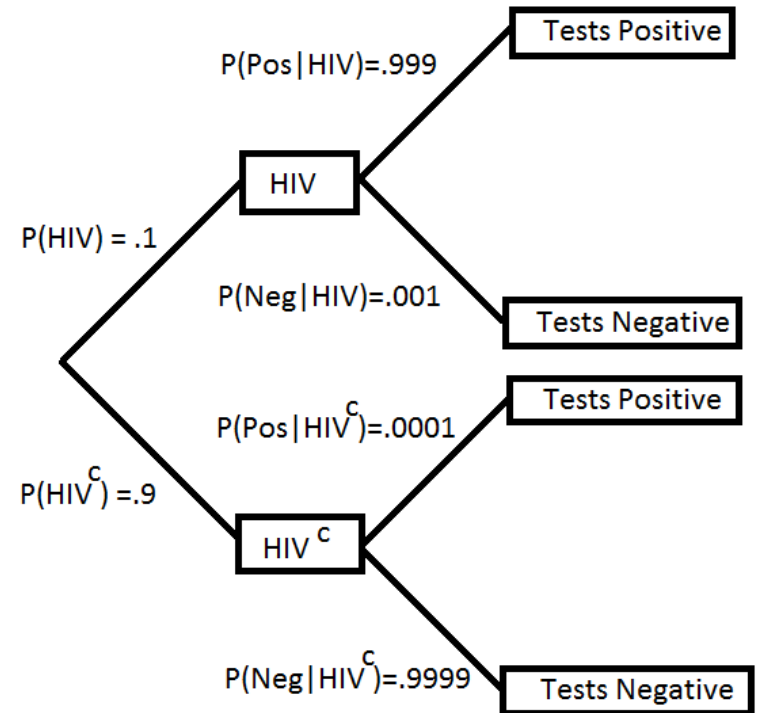 Tests Positive
P(Pos|HIV)=.999
HIV
P(HIV) = .1
P(Neg|HIV)=.001
Tests Negative
Tests Positive
P(Pos|HIV^c)=.0001
P(HIV^c) =.9
HIV^c
P(Neg|HIV^c)=.9999
Tests Negative